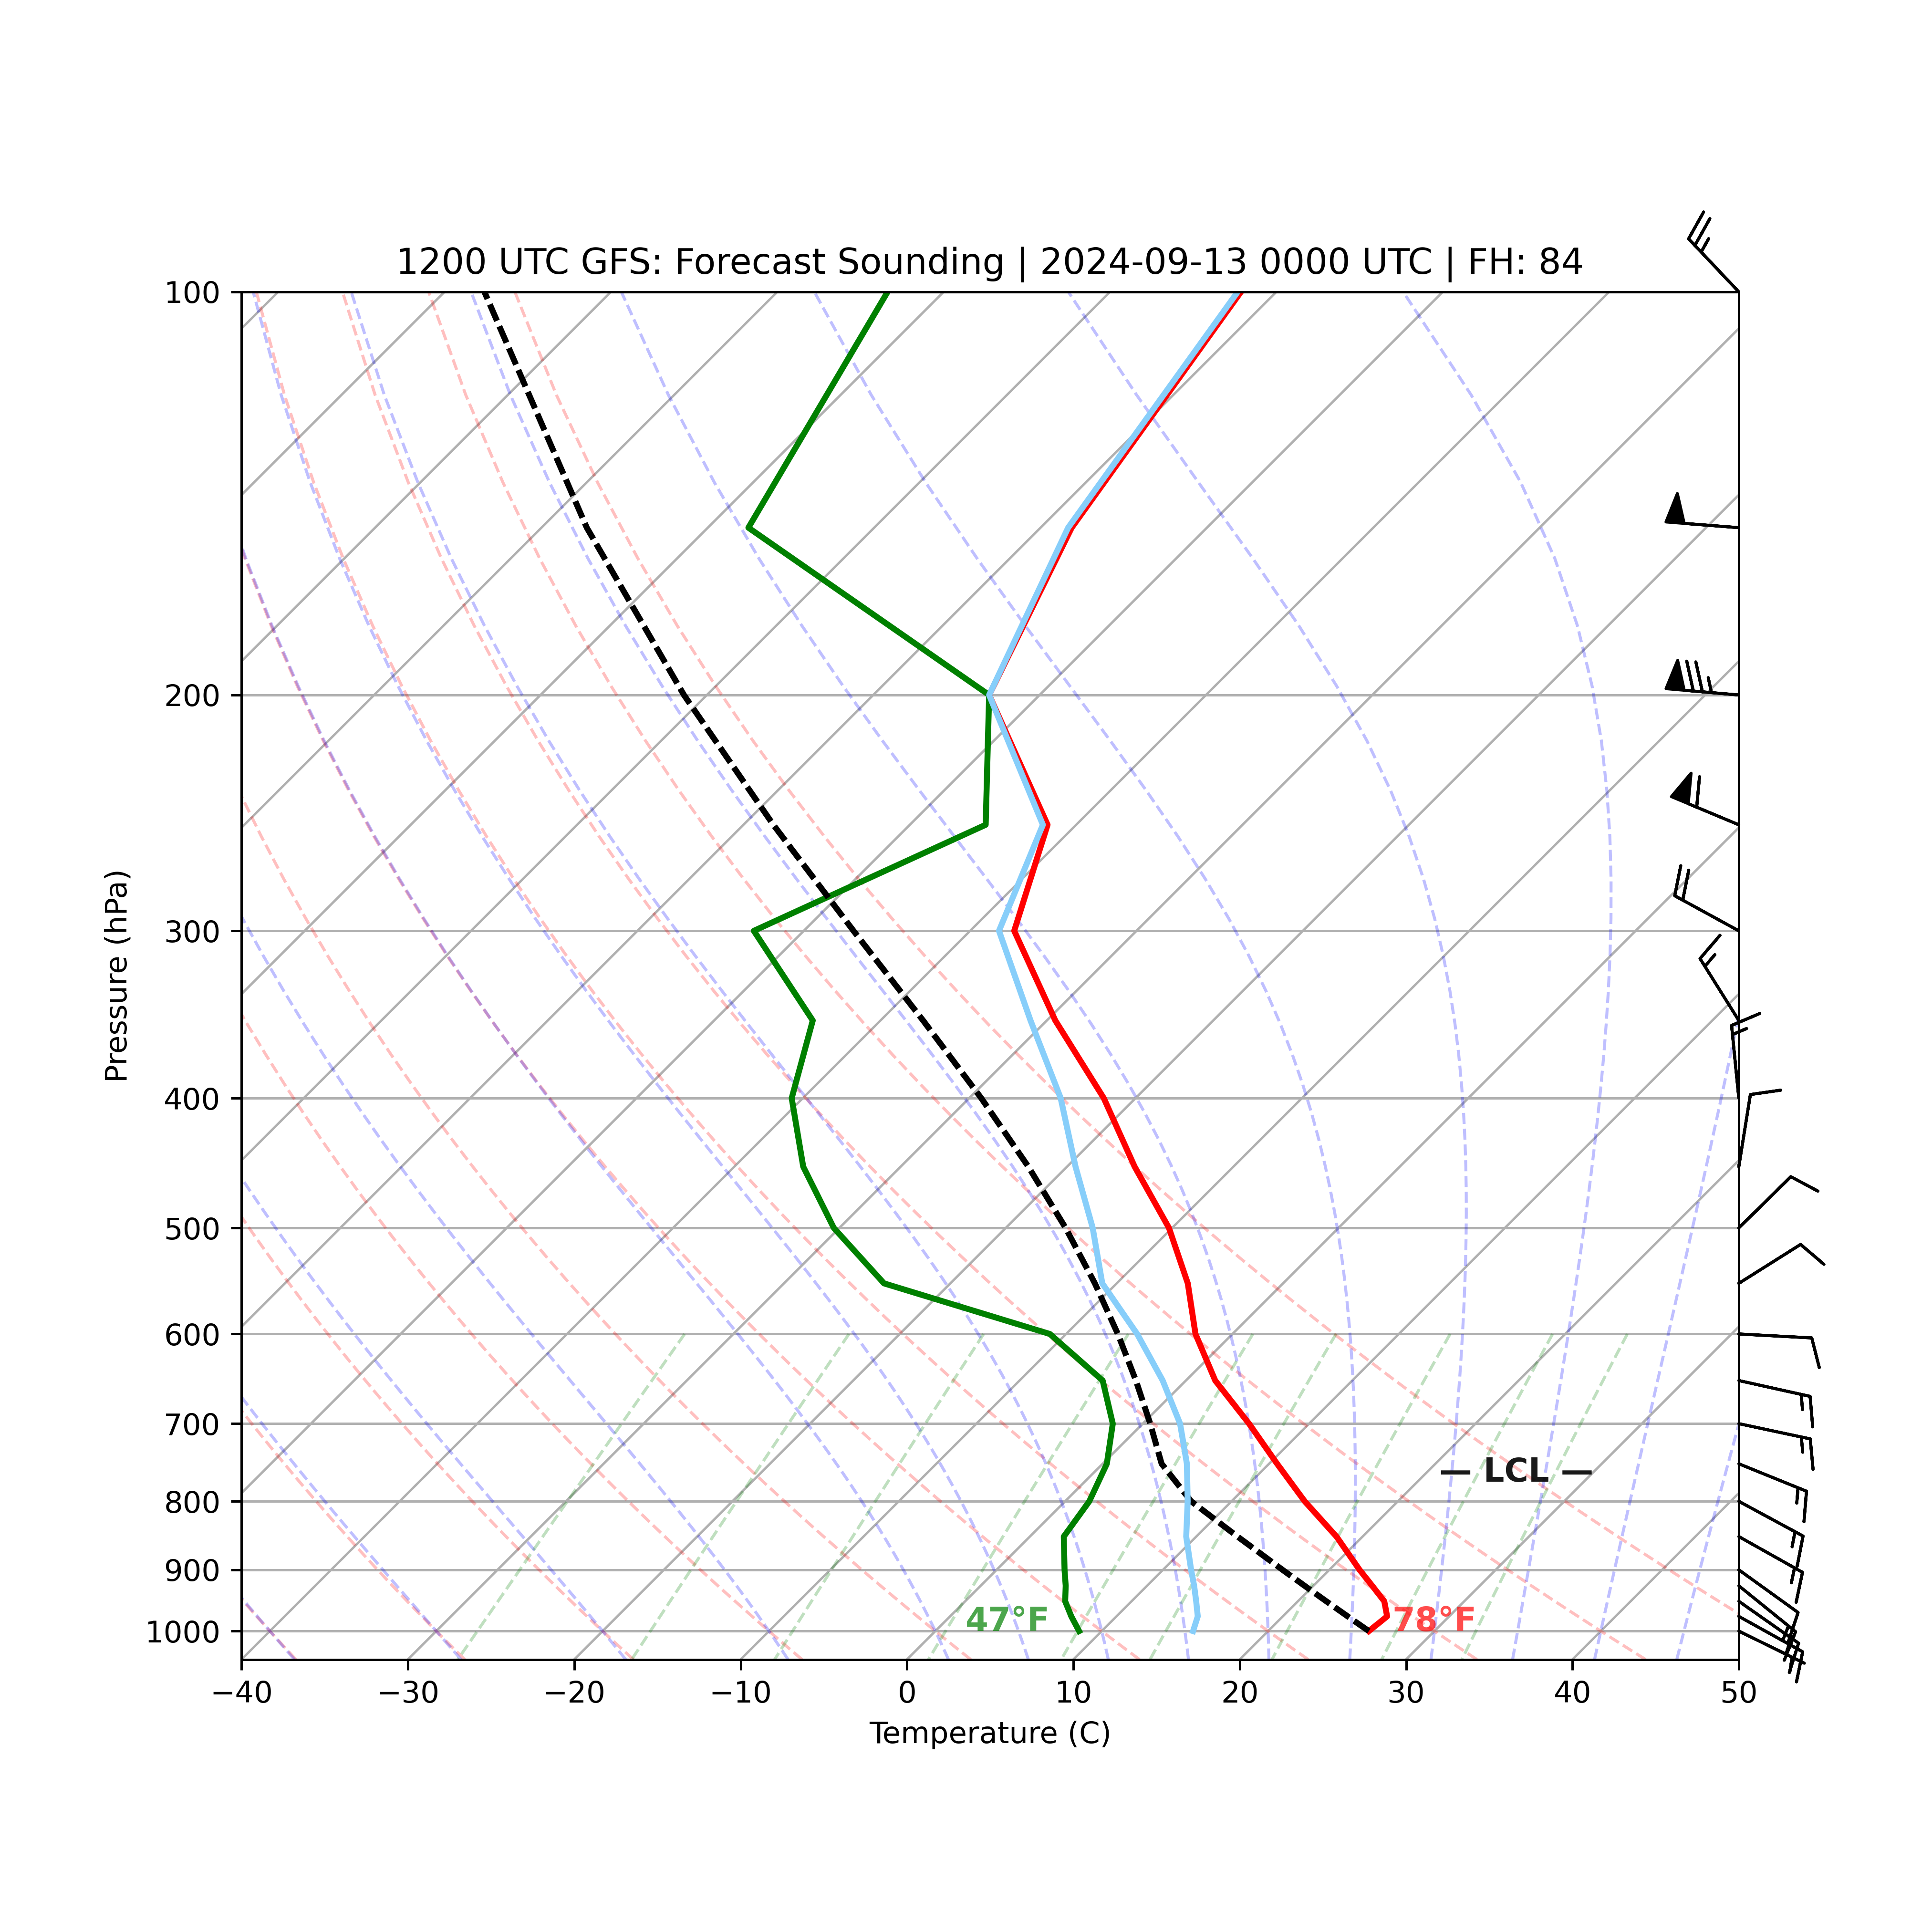 1200 UTC GFS: Forecast Sounding | 2024-09-13 0000 UTC | FH: 84
100
200
300
400
500
600
700
800
900
1000
Pressure (hPa)
— LCL —
47°F
78°F
−40 −30 −20 −10 0 10 20 30 40 50
Temperature (C)